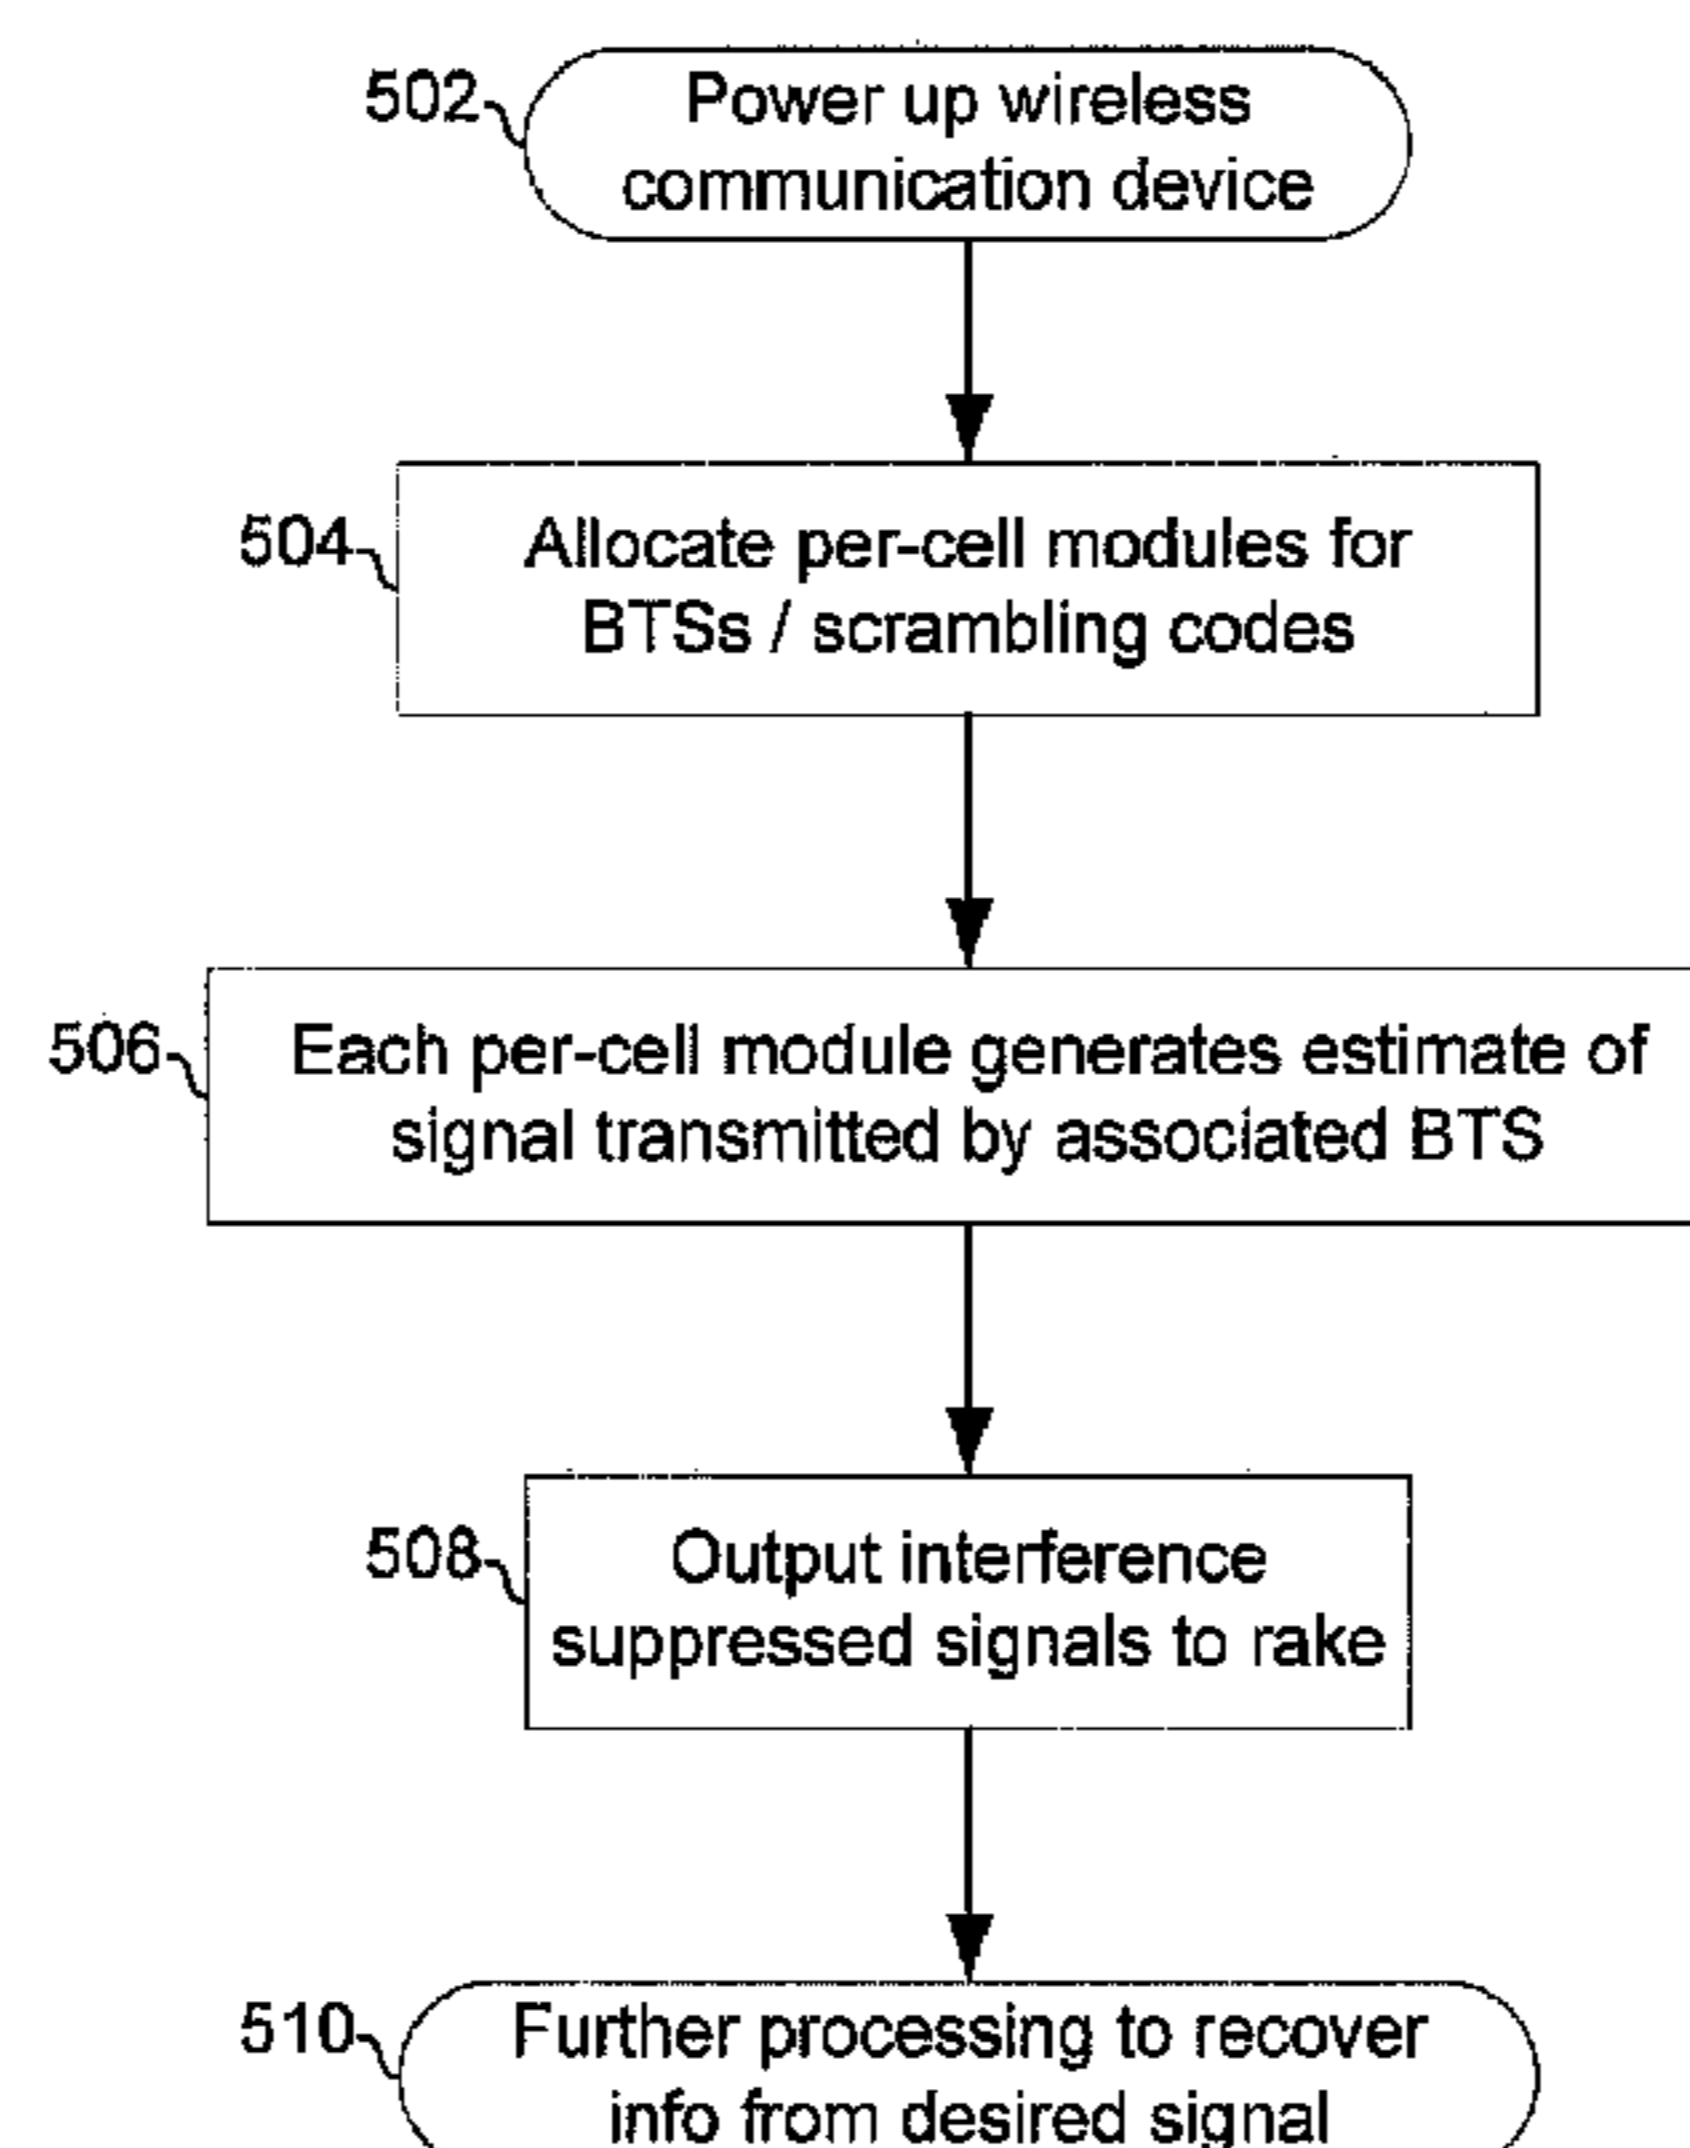 502
Power up wireless
communication device
504
Allocate per-cell modules for
BTSs / scrambling codes
506
Each per-cell module generates estimate of
signal transmitted by associated BTS
508
Output interference
suppressed signals to rake
510
Further processing to recover
info from desired signal